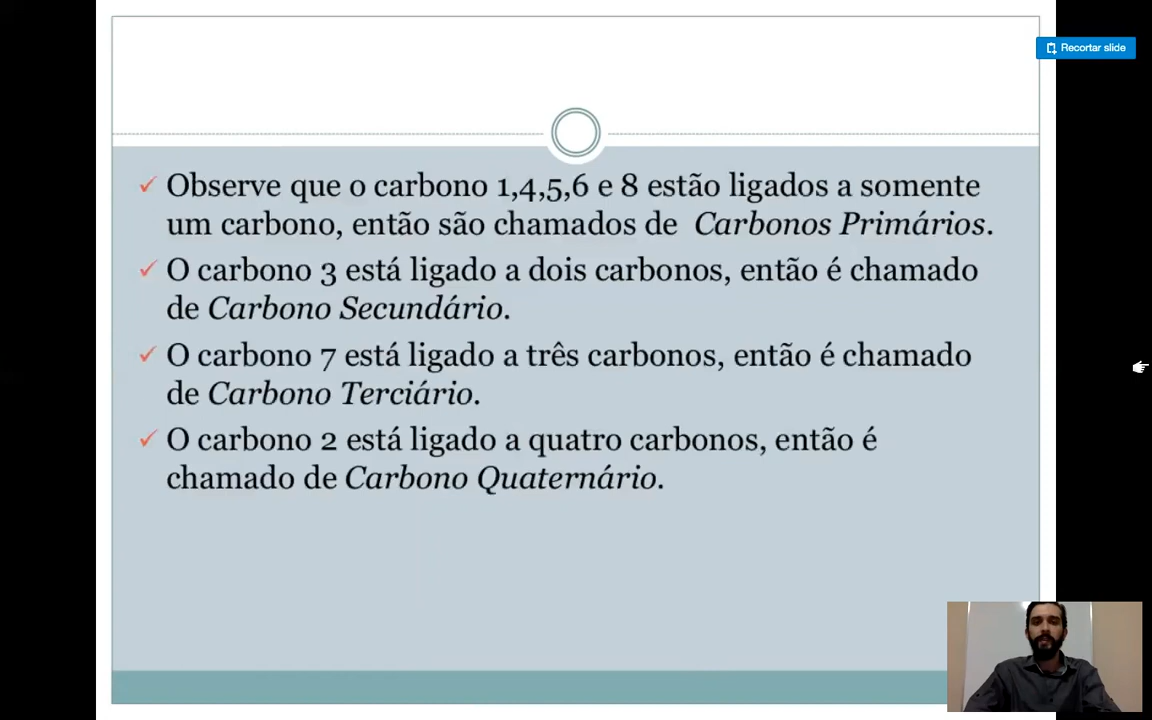 Recortar slide
Observe que o carbono 1,4,5,6 e 8 estão ligados a somente
um carbono, então são chamados de Carbonos Primários.
O carbono 3 está ligado a dois carbonos, então é chamado
de Carbono Secundário.
O carbono 7 está ligado a três carbonos, então é chamado
de Carbono Terciário.
O carbono 2 está ligado a quatro carbonos, então é
chamado de Carbono Quaternário.